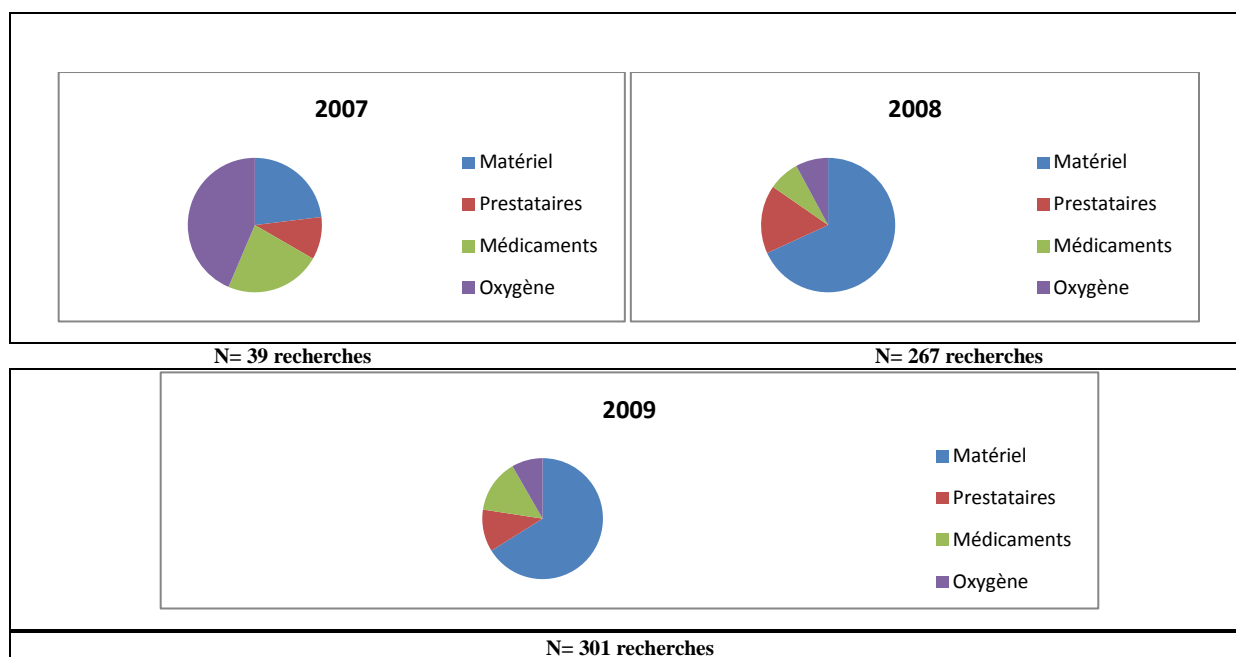 2007
Matériel
Prestataires
Médicaments
Oxygène
2008
Matériel
Prestataires
Médicaments
Oxygène
N= 39 recherches
N= 267 recherches
2009
Matériel
Prestataires
Médicaments
Oxygène
N= 301 recherches